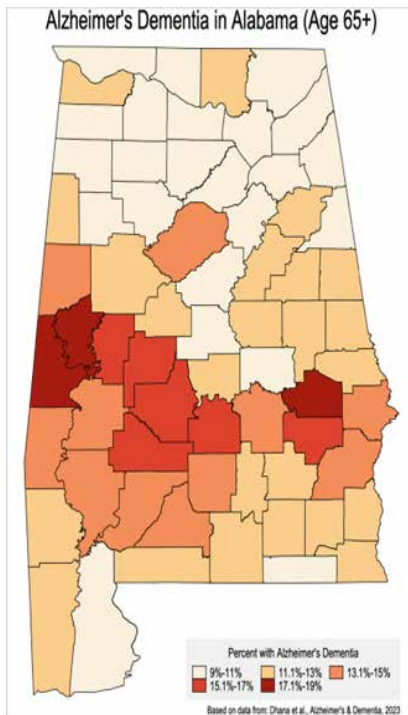 Alzheimer's Dementia in Alabama (Age 65+)
Percent with Alzheimer's Dementia
9%-11% 11.1%-13% 13.1%-15%
15.1%-17% 17.1%-19%
Based on data from: Dhana et al., Alzheimer's & Dementia, 2023